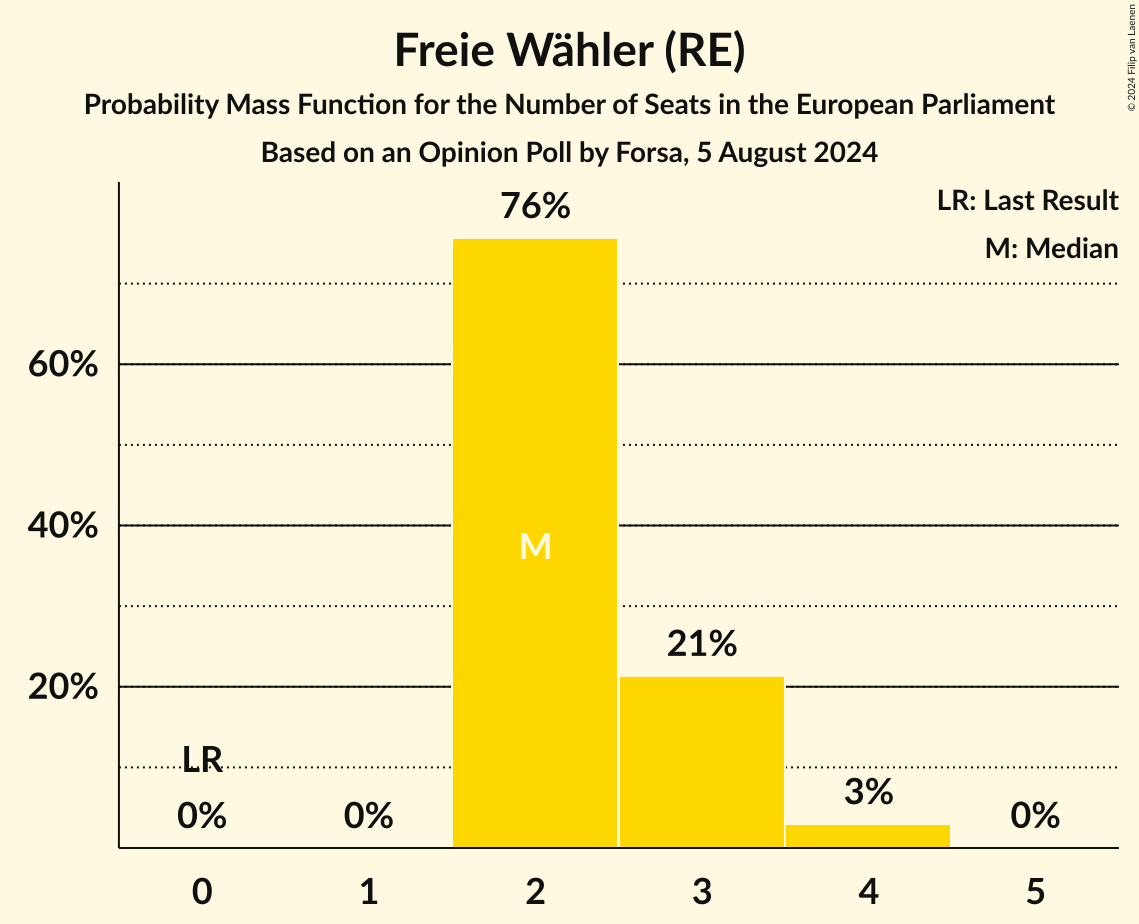 Freie Wähler (RE)
Probability Mass Function for the Number of Seats in the European Parliament
Based on an Opinion Poll by Forsa, 5 August 2024
© 2024 Filip van Laenen
LR: Last Result
M: Median
76%
60%
40%
M
21%
20%
LR
0%
0%
3%
0%
0
1
2
3
4
5